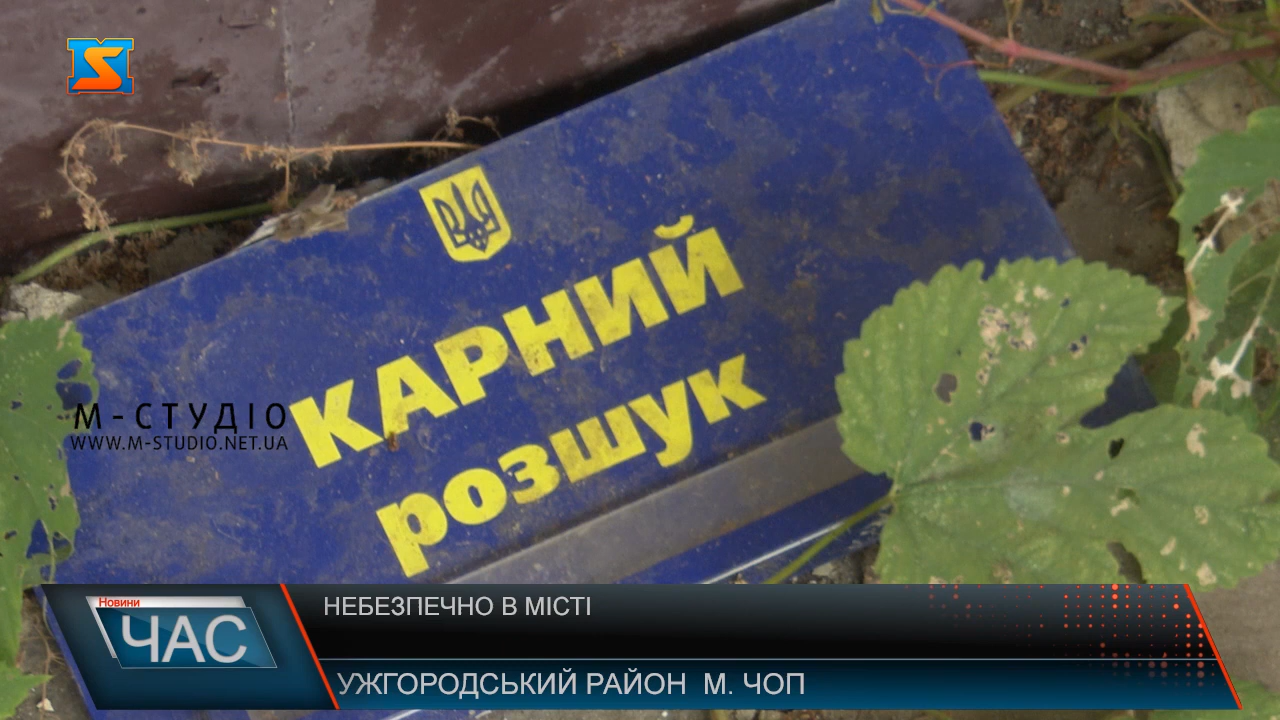 КАРНИЙ
розшук
М-СТУДІО
WWW.M-STUDIO.NET.UA
Новини
ЧАС
НЕБЕЗПЕЧНО В МІСТІ
УЖГОРОДСЬКИЙ РАЙОН М. ЧОП